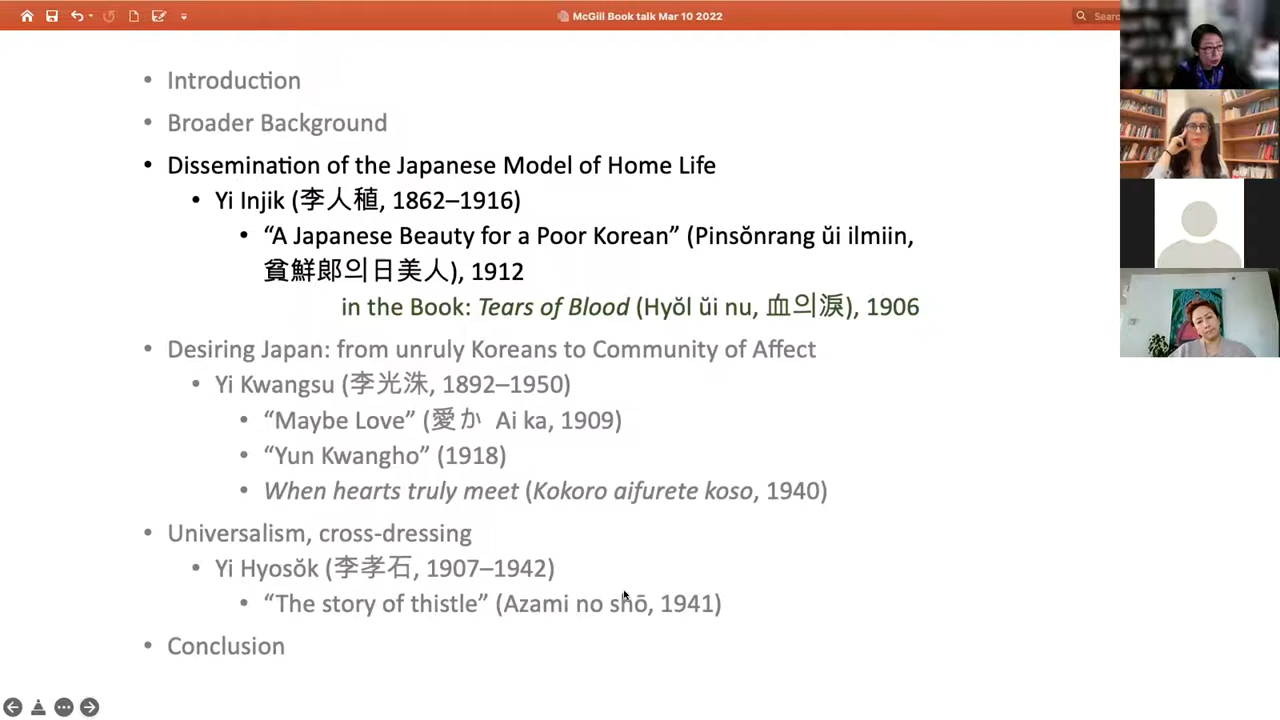 McGill Book talk Mar 10 2022
Searc
• Introduction
• Broader Background
• Dissemination of the Japanese Model of Home Life
• Yi Injik (李人稙, 1862–1916)
• “A Japanese Beauty for a Poor Korean” (Pinsŏnrang ŭi ilmiin,
貧鮮郞의日美人), 1912
in the Book: Tears of Blood (Hyŏl ŭi nu, 血의淚), 1906
• Desiring Japan: from unruly Koreans to Community of Affect
• Yi Kwangsu (李光洙, 1892–1950)
• “Maybe Love” (愛か Ai ka, 1909)
• “Yun Kwangho” (1918)
• When hearts truly meet (Kokoro aifurete koso, 1940)
• Universalism, cross-dressing
• Yi Hyosŏk (李孝石, 1907–1942)
• “The story of thistle” (Azami no shō, 1941)
• Conclusion